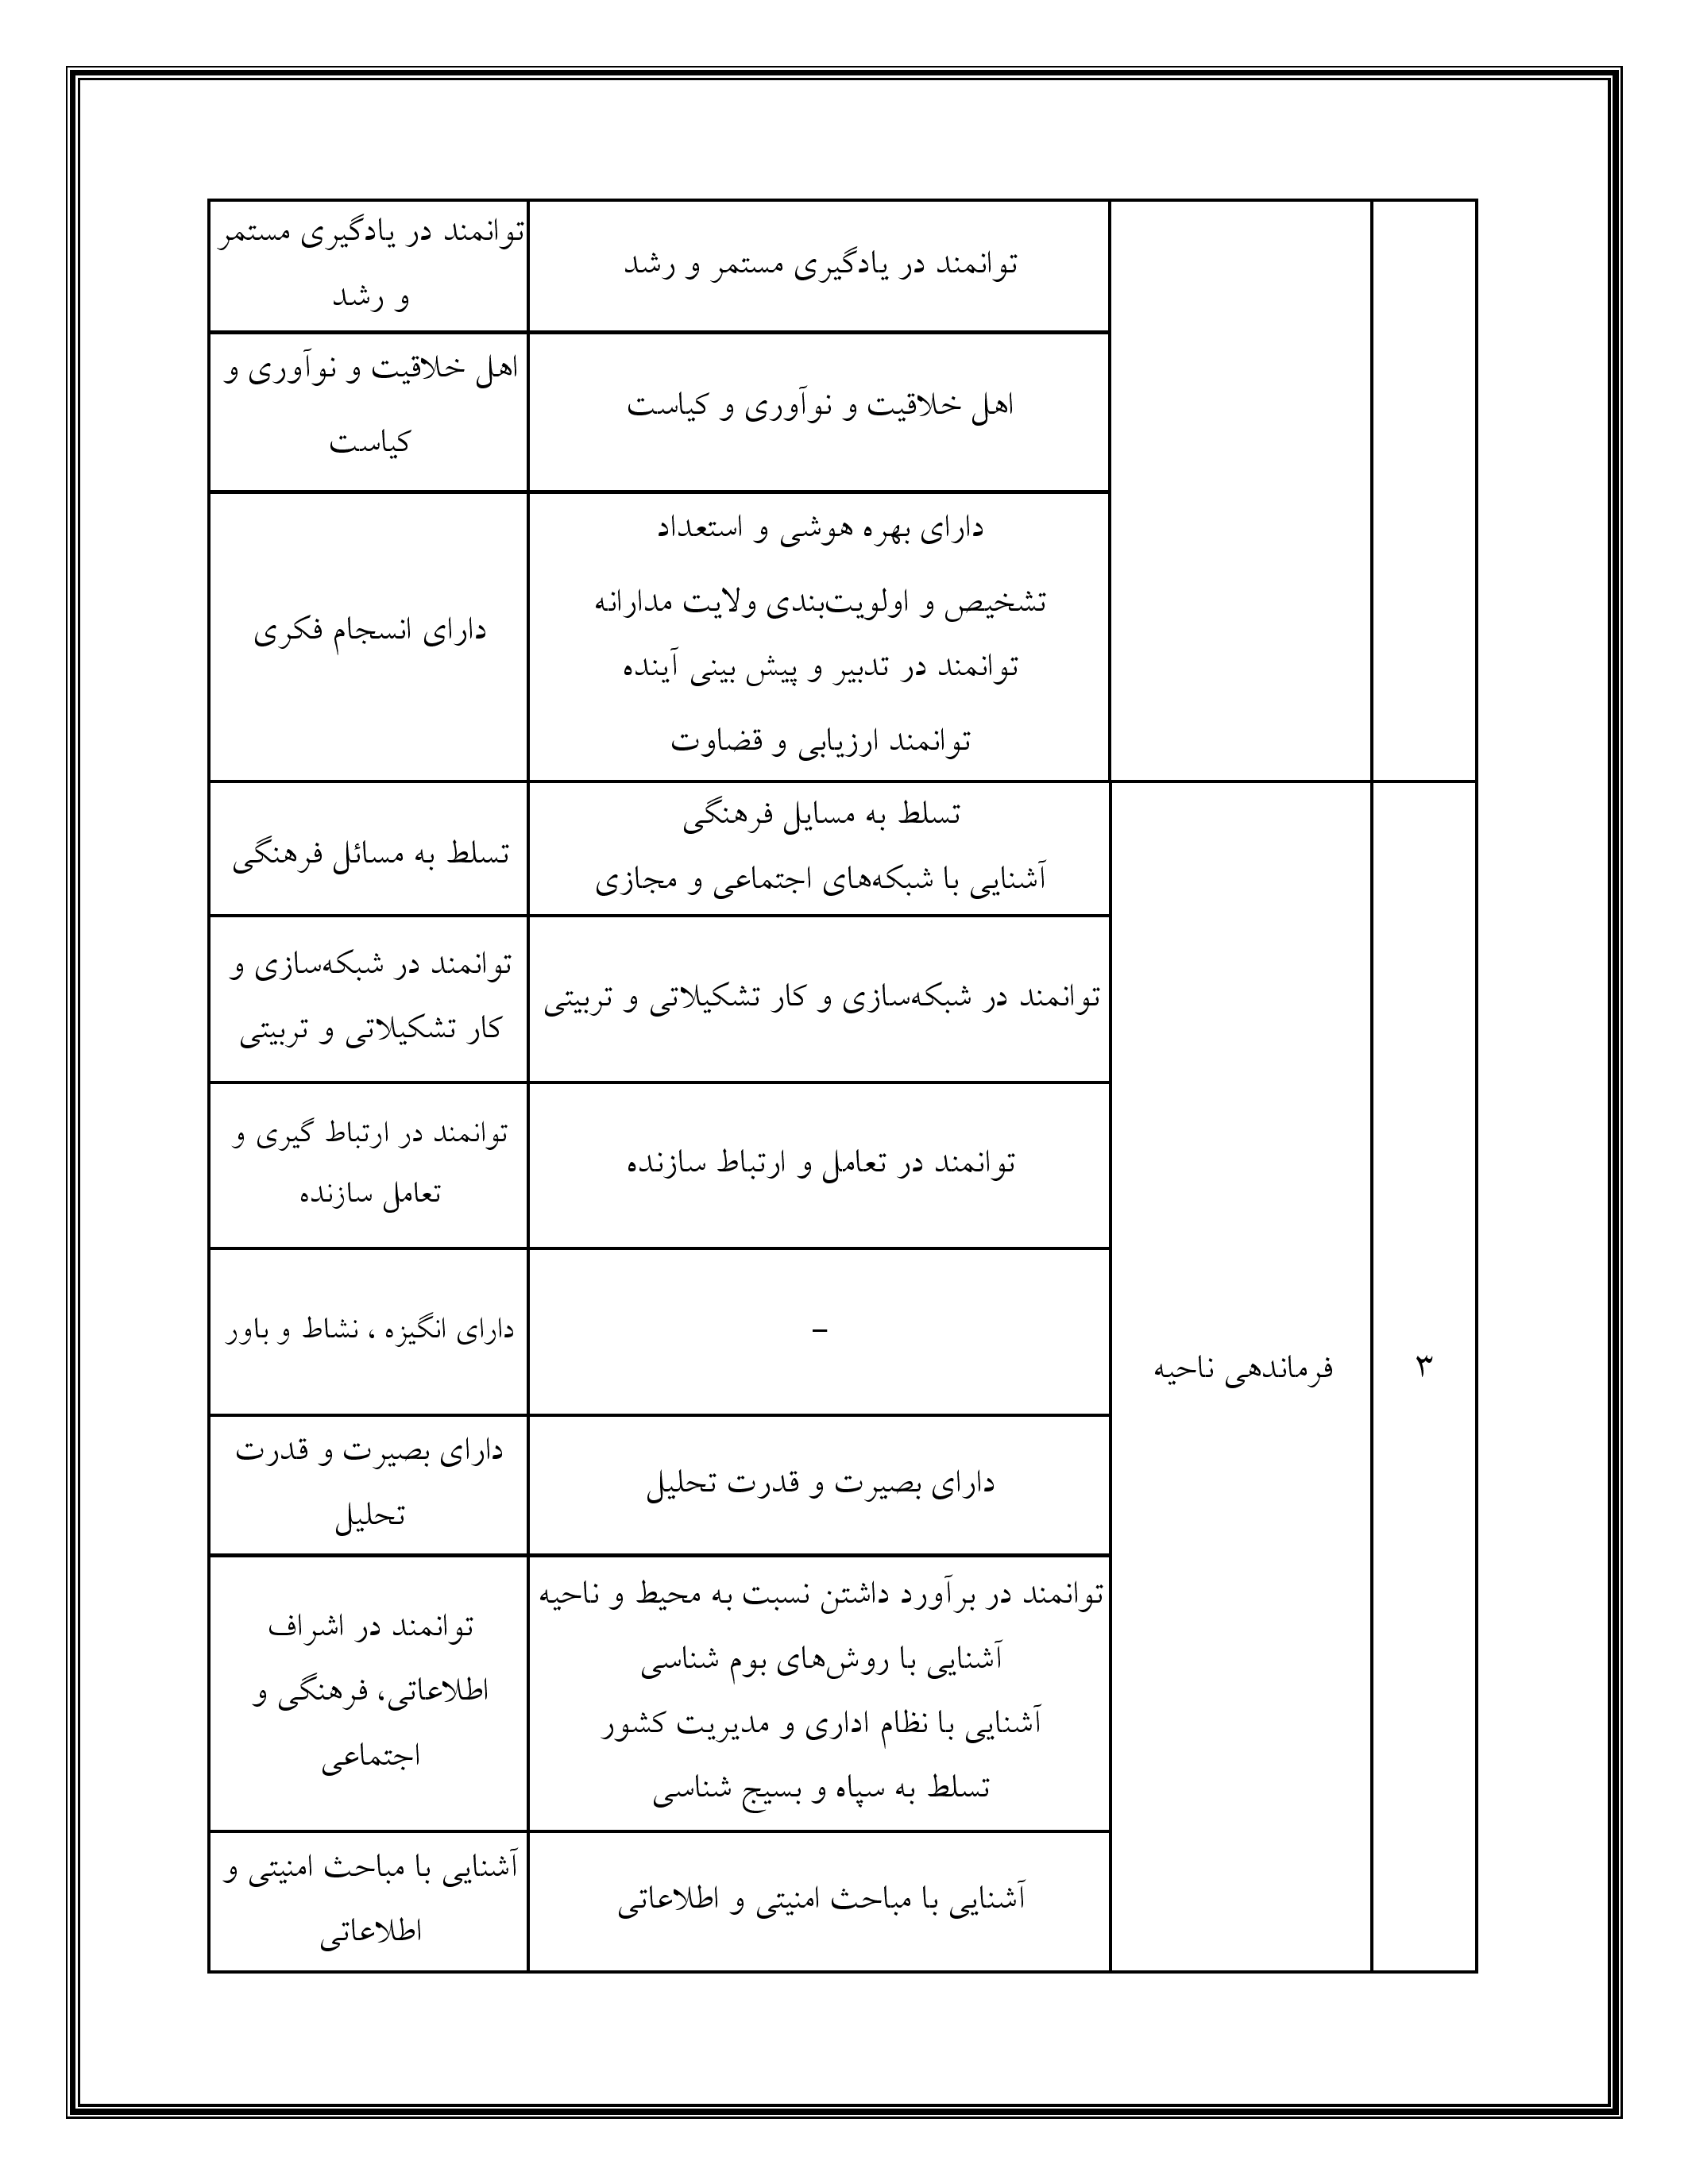 توانمند در یادگیری مستمر و رشد
توانمند در یادگیری مستمر
و رشد
اهل خلاقیت و نوآوری و کیاست
اهل خلاقیت و نوآوری و
کیاست
دارای بهره هوشی و استعداد
تشخیص و اولویت‌بندی ولایت مدارانه
توانمند در تدبیر و پیش بینی آینده
توانمند ارزیابی و قضاوت
دارای انسجام فکری
۳
فرماندهی ناحیه
تسلط به مسایل فرهنگی
آشنایی با شبکه‌های اجتماعی و مجازی
تسلط به مسائل فرهنگی
توانمند در شبکه‌سازی و کار تشکیلاتی و تربیتی
توانمند در شبکه‌سازی و
کار تشکیلاتی و تربیتی
توانمند در تعامل و ارتباط سازنده
توانمند در ارتباط گیری و
تعامل سازنده
–
دارای انگیزه ، نشاط و باور
دارای بصیرت و قدرت تحلیل
دارای بصیرت و قدرت
تحلیل
توانمند در برآورد داشتن نسبت به محیط و ناحیه
آشنایی با روش‌های بوم شناسی
آشنایی با نظام اداری و مدیریت کشور
تسلط به سپاه و بسیج شناسی
توانمند در اشراف
اطلاعاتی، فرهنگی و
اجتماعی
آشنایی با مباحث امنیتی و اطلاعاتی
آشنایی با مباحث امنیتی و
اطلاعاتی